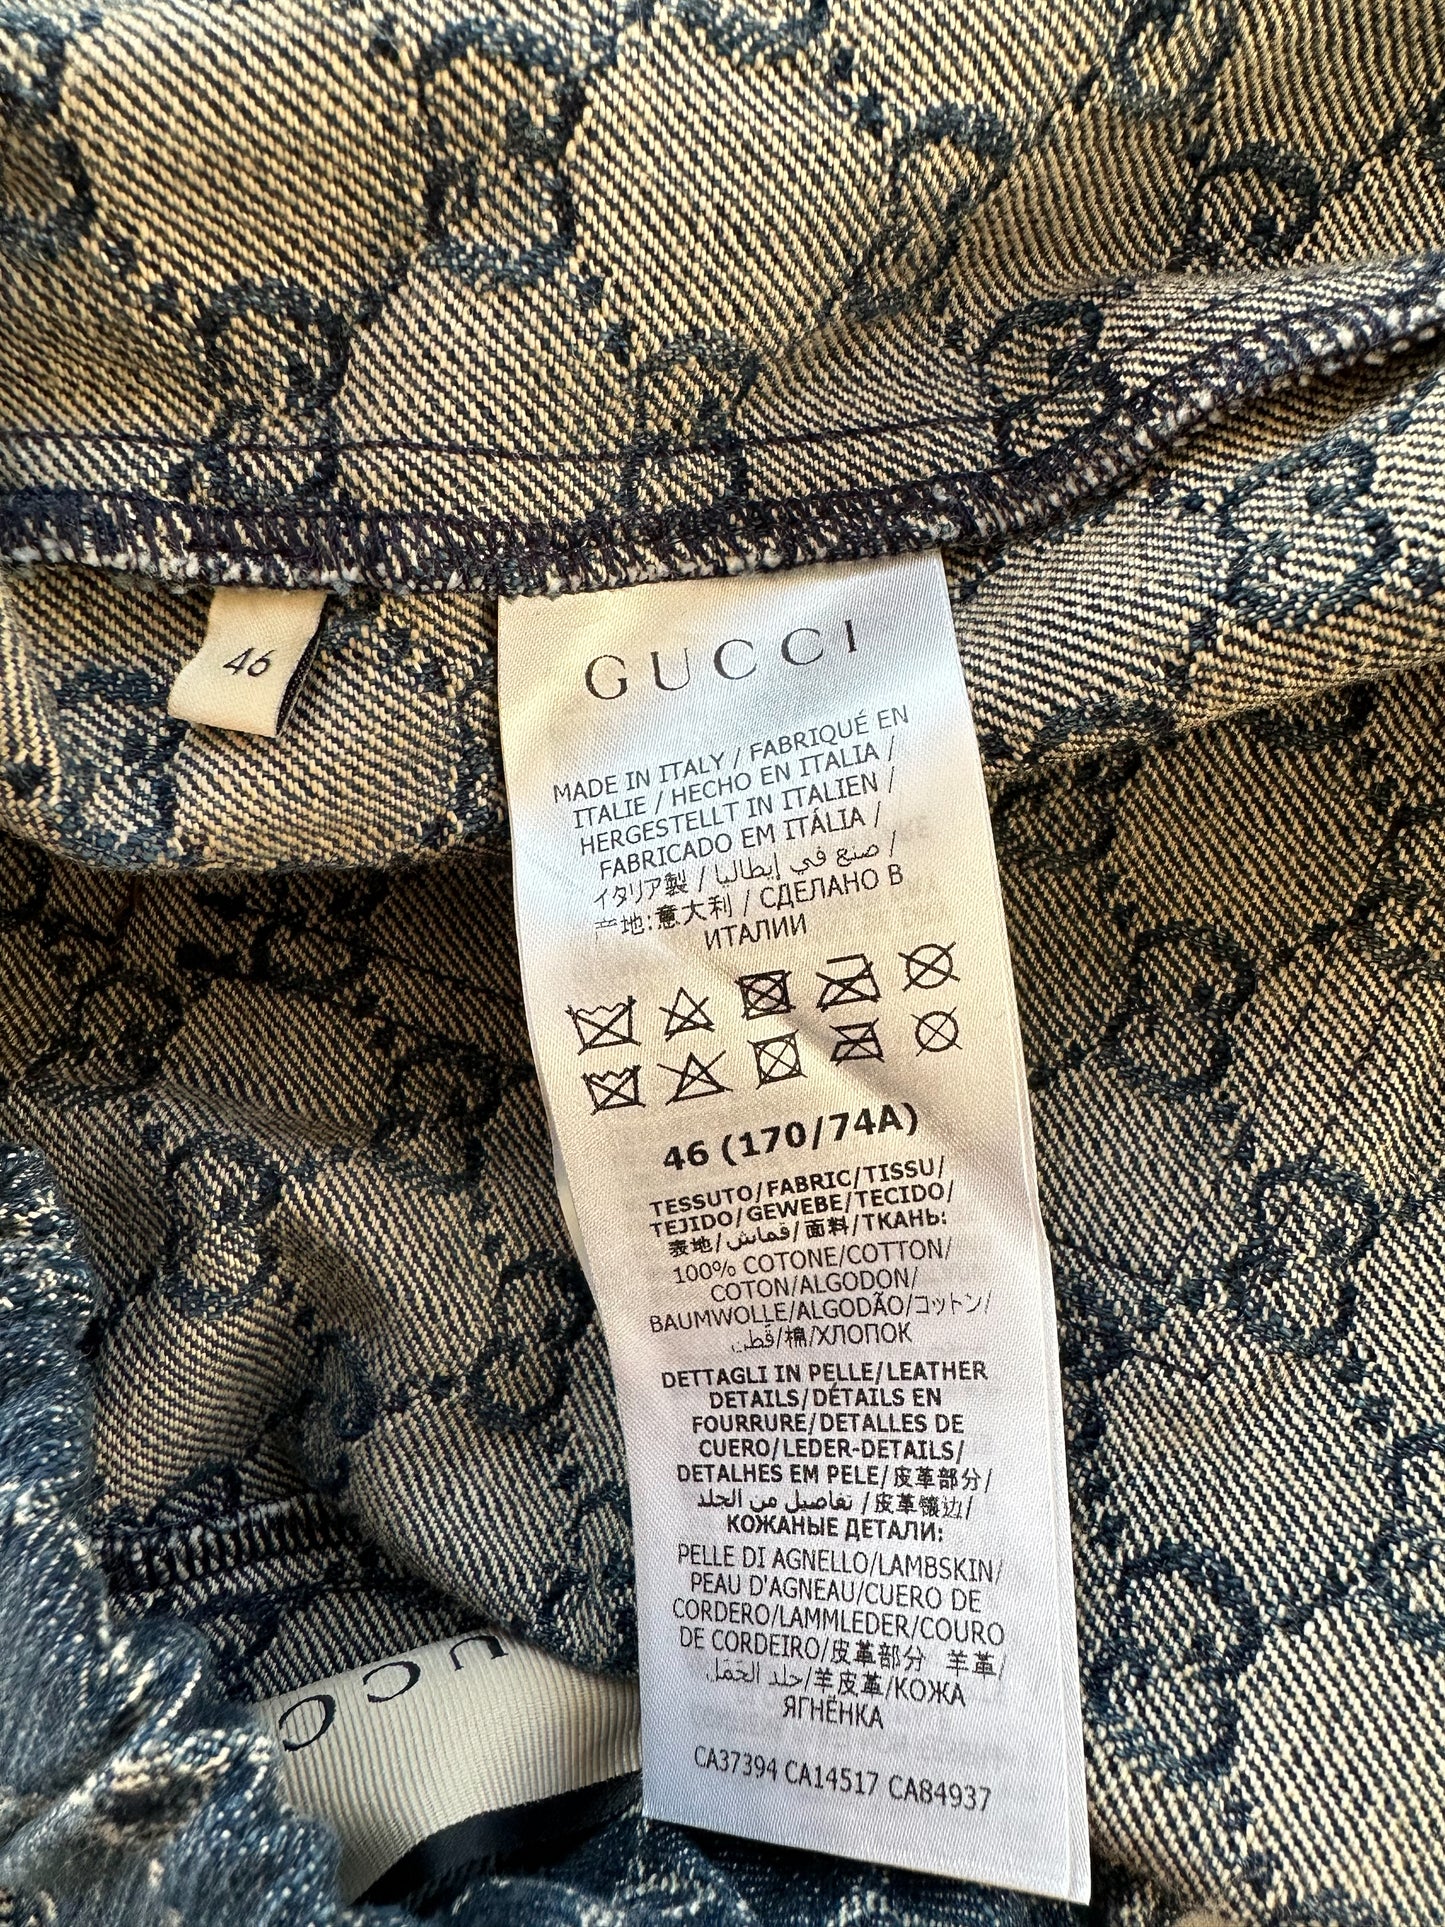 46
GUCCI
MADE IN ITALY / FABRIQUÉ EN
ITALIE / HECHO EN ITALIA /
HERGESTELLT IN ITALIEN /
FABRICADO EM ITÁLIA /
イタリア製 / صنع في إيطاليا /
产地:意大利 / СДЕЛАНО В
ИТАЛИИ
46 (170/74A)
TESSUTO/FABRIC/TISSU/
TEJIDO/GEWEBE/TECIDO/
表地/قماش/面料/ТКАНЬ:
100% COTONE/COTTON/
COTON/ALGODON/
BAUMWOLLE/ALGODÃO/コットン/
قطن/棉/ХЛОПОК
DETTAGLI IN PELLE/LEATHER
DETAILS/DÉTAILS EN
FOURRURE/DETALLES DE
CUERO/LEDER-DETAILS/
DETALHES EM PELE/皮革部分/
تفاصيل من الجلد /皮革镶边/
КОЖАНЫЕ ДЕТАЛИ:
PELLE DI AGNELLO/LAMBSKIN/
PEAU D'AGNEAU/CUERO DE
CORDERO/LAMMLEDER/COURO
DE CORDEIRO/皮革部分 羊革/
جلد الحَمَل/羊皮革/КОЖА
ЯГНЁНКА
CA37394 CA14517 CA84937
UCC